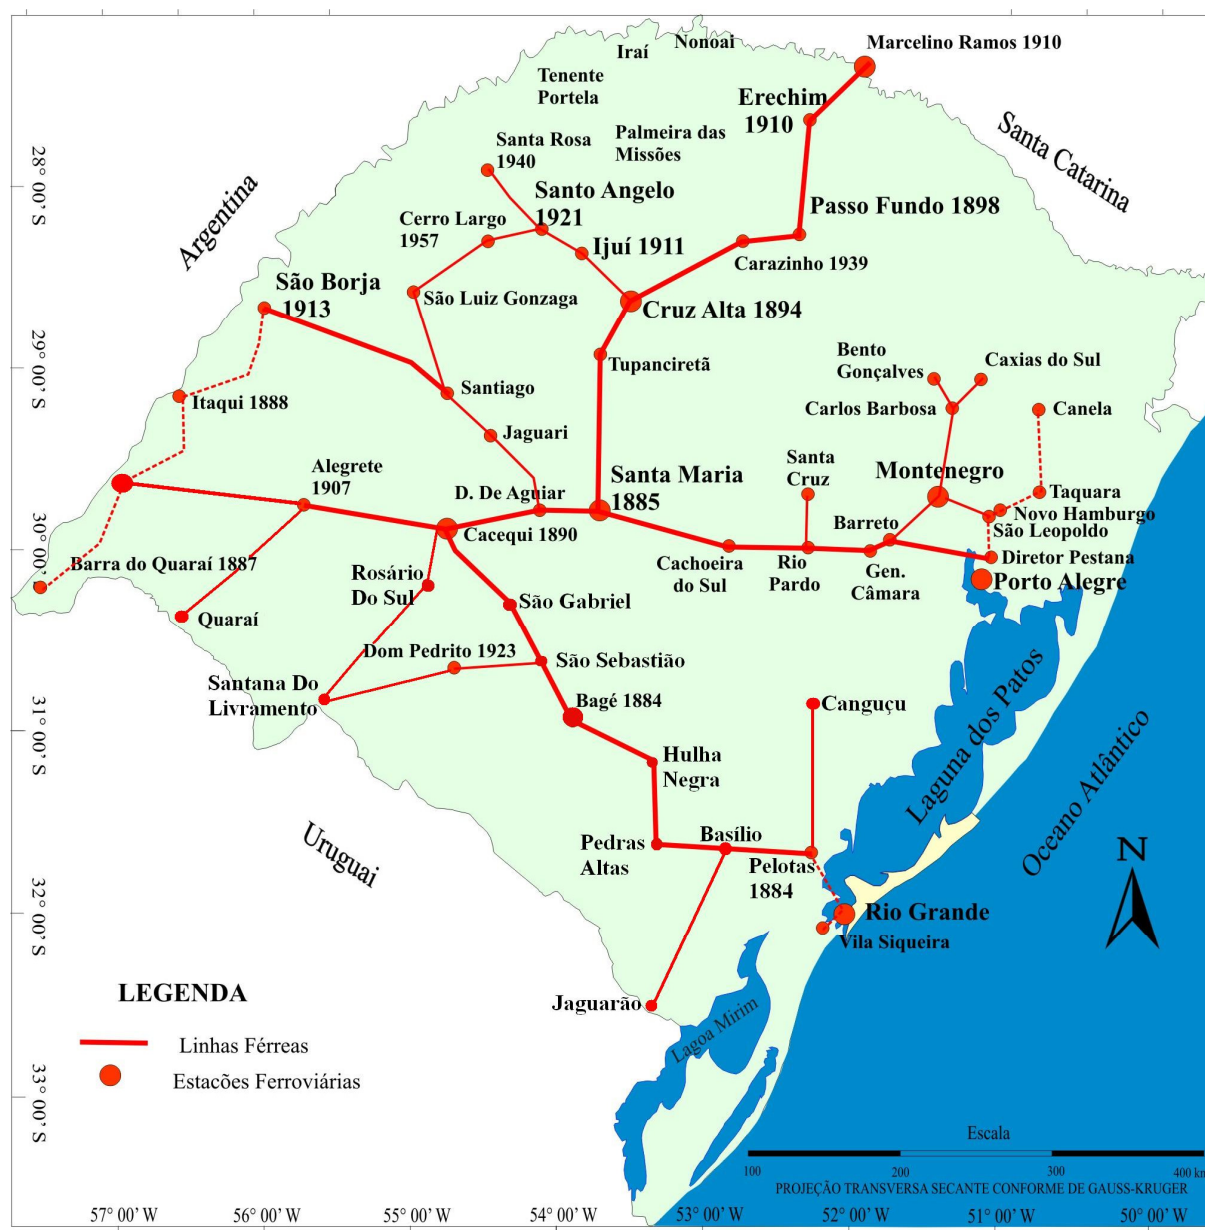 Marcelino Ramos 1910
Nonoai
Iraí
Tenente
Portela
Erechim
1910
Santa Catarina
Palmeira das
Missões
Santa Rosa
1940
Santo Angelo
1921
Passo Fundo 1898
Argentina
28° 00'S
Cerro Largo
1957
Ijuí 1911
Carazinho 1939
São Borja
1913
São Luiz Gonzaga
Cruz Alta 1894
29° 00'S
Tupanciretã
Bento
Gonçalves
Caxias do Sul
Itaqui 1888
Santiago
Carlos Barbosa
Canela
Jaguari
Alegrete
1907
D. De Aguiar
Santa Maria
1885
Santa
Cruz
Montenegro
Taquara
Novo Hamburgo
São Leopoldo
Barreto
30° 00'S
Cacequi 1890
Barra do Quaraí 1887
Cachoeira
do Sul
Rio
Pardo
Gen.
Câmara
Diretor Pestana
Porto Alegre
Rosário
Do Sul
São Gabriel
Quaraí
Dom Pedrito 1923
São Sebastião
Santana Do
Livramento
Bagé 1884
Canguçu
Laguna dos Patos
31° 00'S
Hulha
Negra
Oceano Atlântico
Uruguai
Pedras
Altas
Basílio
Pelotas
1884
N
32° 00'S
Rio Grande
Vila Siqueira
Jaguarão
Lagoa Mirim
LEGENDA
Linhas Férreas
Estacões Ferroviárias
33° 00'S
Escala
100 200 300 400 km
PROJEÇÃO TRANSVERSA SECANTE CONFORME DE GAUSS-KRUGER
57° 00' W 56° 00' W 55° 00' W 54° 00' W 53° 00' W 52° 00' W 51° 00' W 50° 00' W